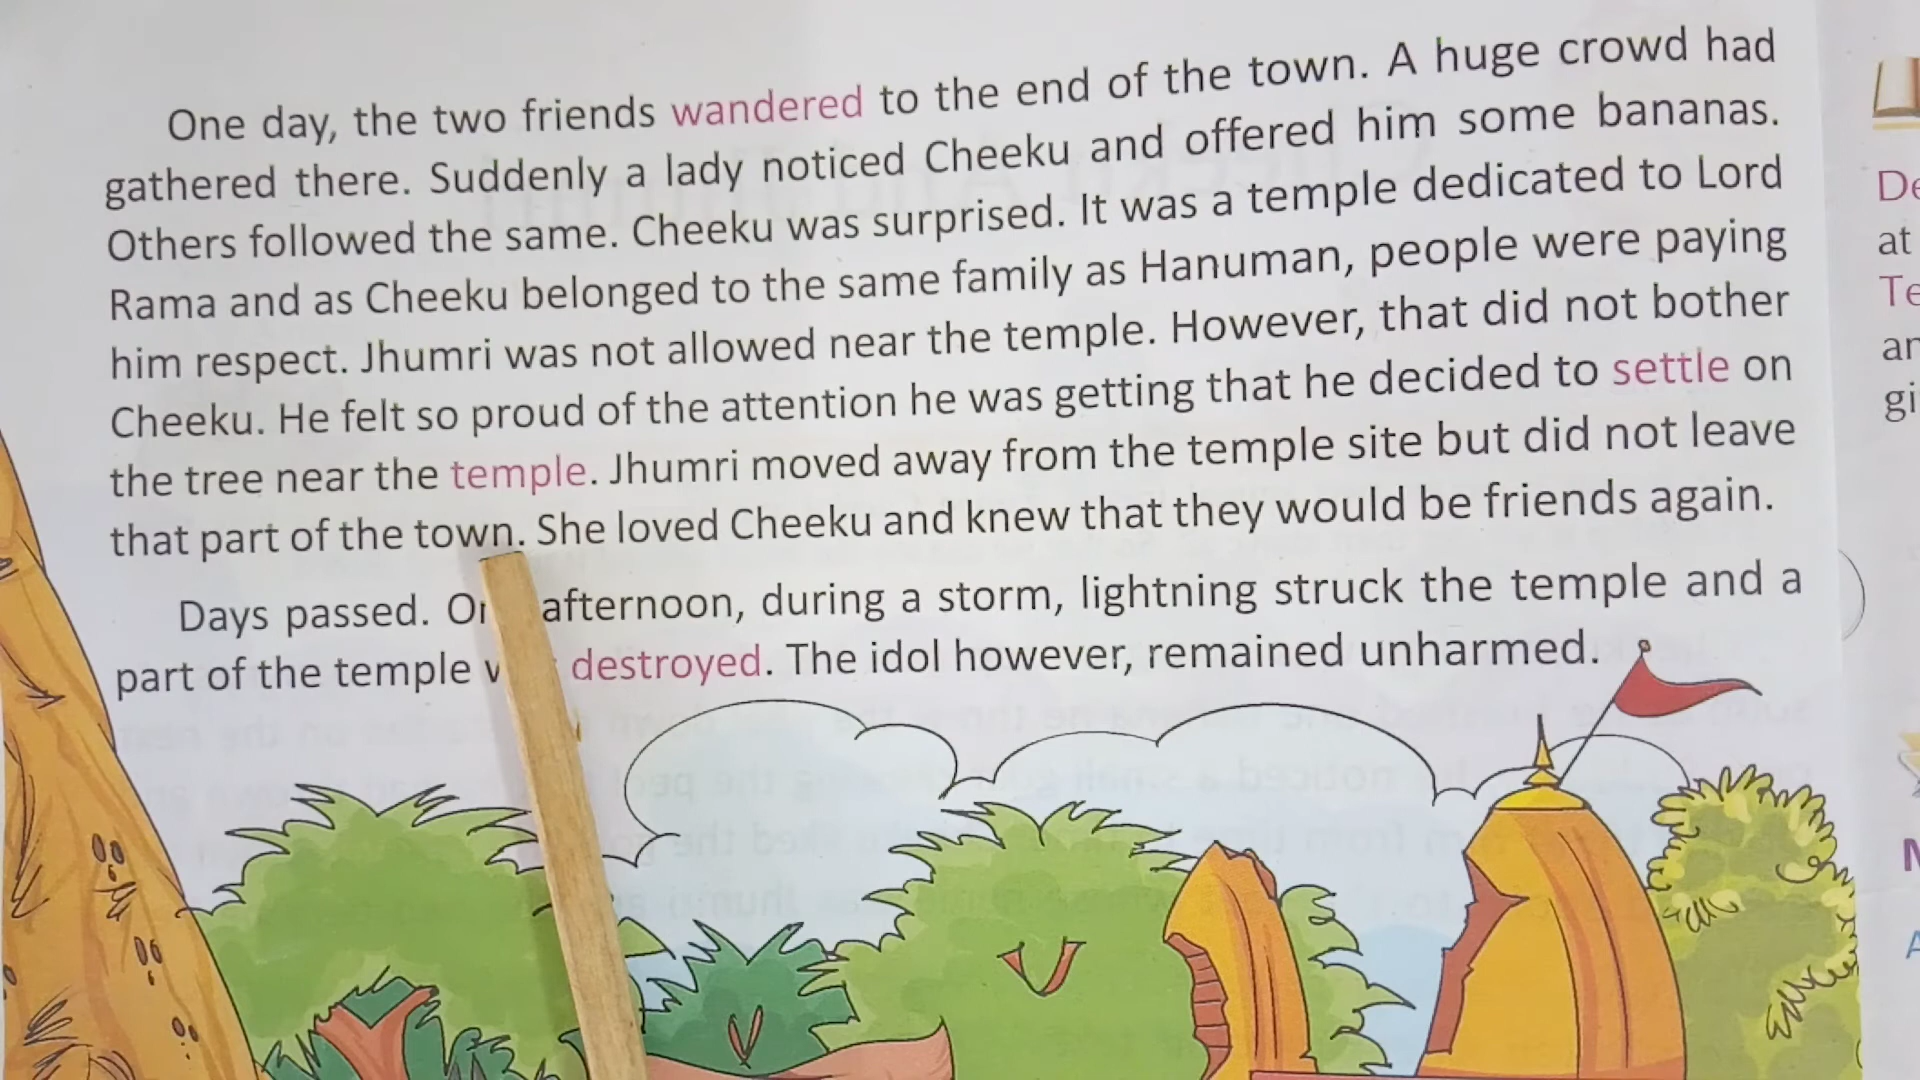 One day, the two friends wandered to the end of the town. A huge crowd had
gathered there. Suddenly a lady noticed Cheeku and offered him some bananas.
Others followed the same. Cheeku was surprised. It was a temple dedicated to Lord
Rama and as Cheeku belonged to the same family as Hanuman, people were paying
him respect. Jhumri was not allowed near the temple. However, that did not bother
Cheeku. He felt so proud of the attention he was getting that he decided to settle on
the tree near the temple. Jhumri moved away from the temple site but did not leave
that part of the town. She loved Cheeku and knew that they would be friends again.
Days passed. afternoon, during a storm, lightning struck the temple and a
part of the temple destroyed. The idol however, remained unharmed.
at